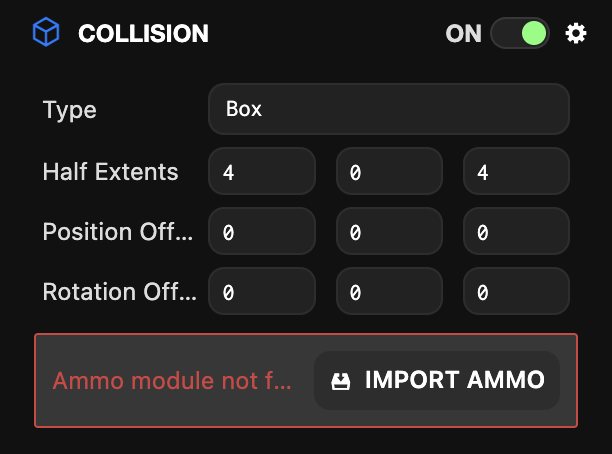 COLLISION ON
Type Box
Half Extents 4 0 4
Position Off... 0 0 0
Rotation Off... 0 0 0
Ammo module not f... IMPORT AMMO